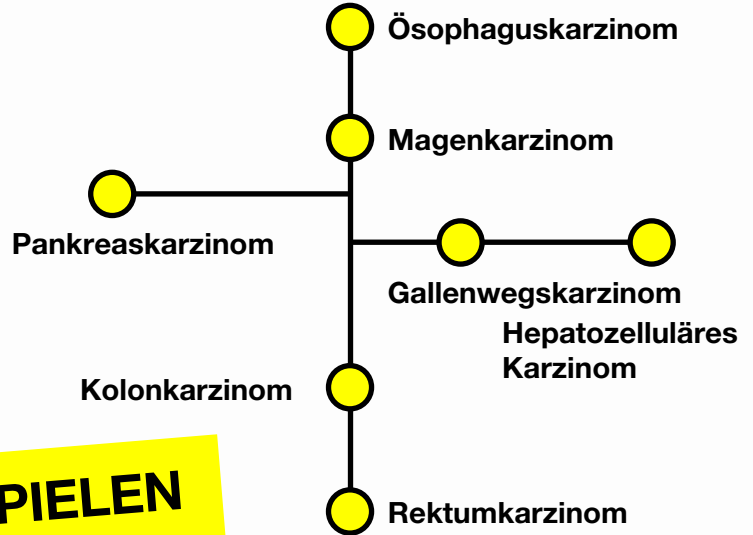 Ösophaguskarzinom
Magenkarzinom
Pankreaskarzinom
Gallenwegskarzinom
Hepatozelluläres
Karzinom
Kolonkarzinom
PIELEN
Rektumkarzinom